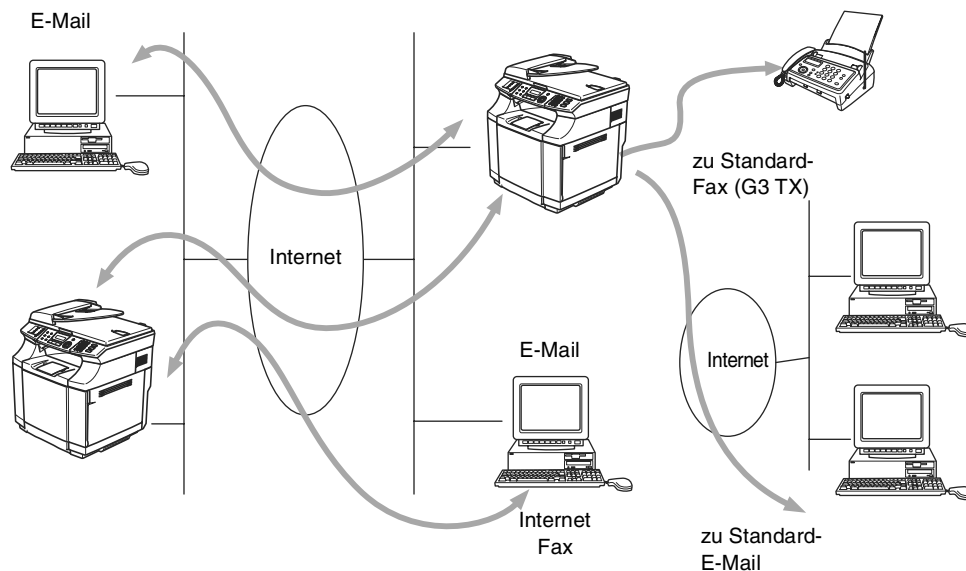 E-Mail
zu Standard-
Fax (G3 TX)
Internet
E-Mail
Internet
Internet
Fax
zu Standard-
E-Mail